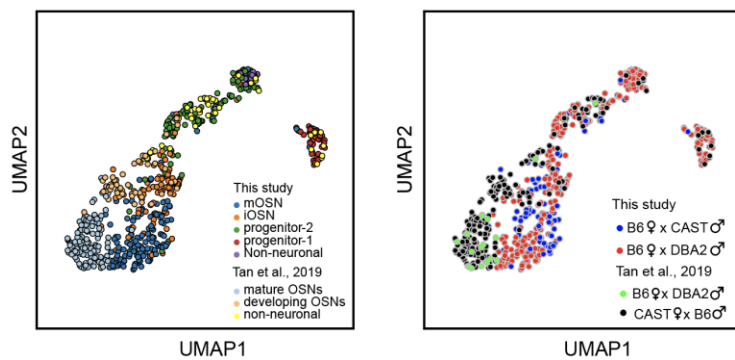 UMAP2
This study
mOSN
iOSN
progenitor-2
progenitor-1
Non-neuronal
Tan et al., 2019
mature OSNs
developing OSNs
non-neuronal
UMAP1
UMAP2
This study
B6♀ x CAST♂
B6♀ x DBA2♂
Tan et al., 2019
B6♀x DBA2♂
CAST♀x B6♂
UMAP1